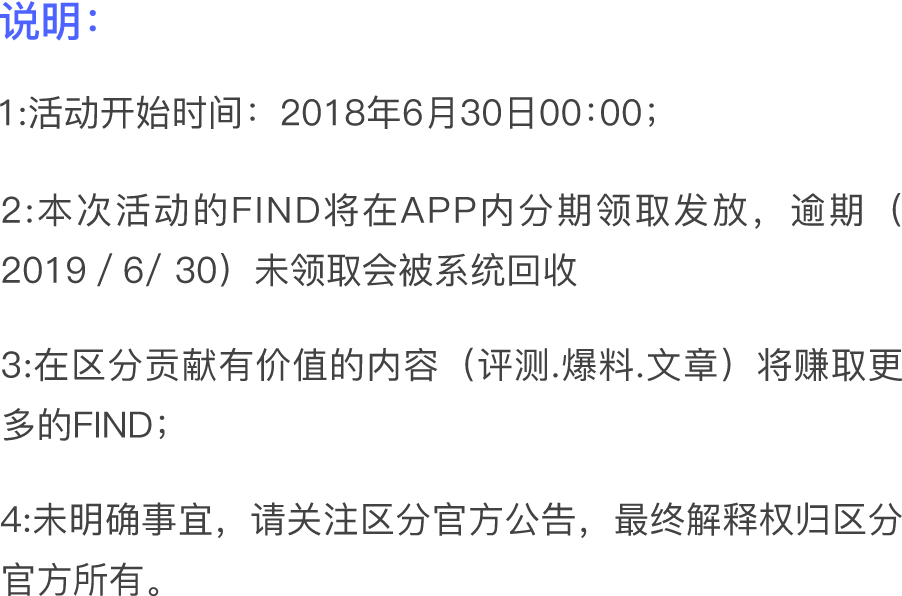 说明：
1:活动开始时间：2018年6月30日00:00；
2:本次活动的FIND将在APP内分期领取发放，逾期（
2019 / 6/ 30）未领取会被系统回收
3:在区分贡献有价值的内容（评测.爆料.文章）将赚取更
多的FIND；
4:未明确事宜，请关注区分官方公告，最终解释权归区分
官方所有。